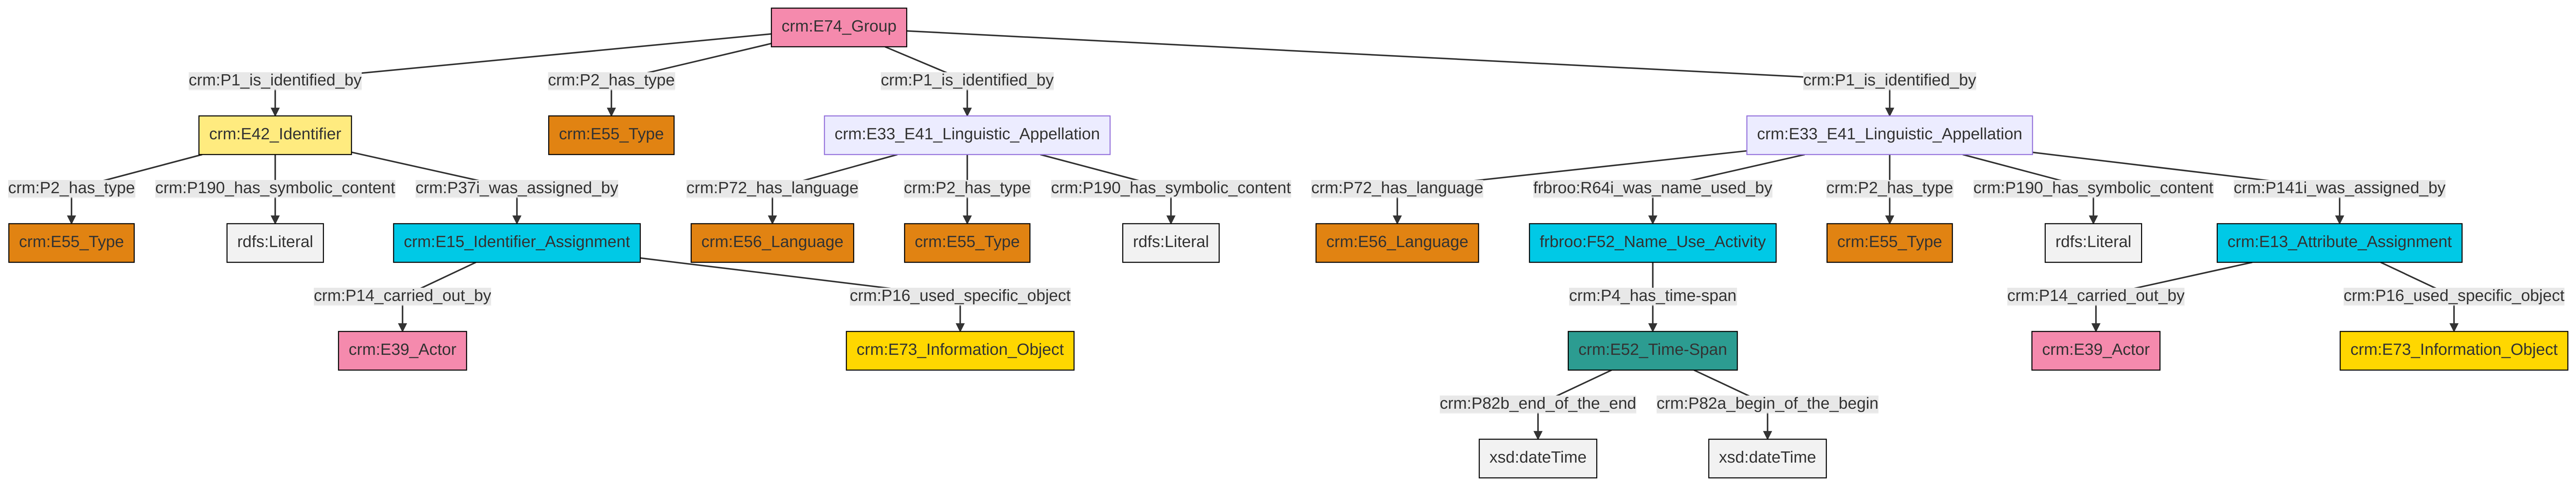 crm:E74_Group
crm:P1_is_identified_by
crm:P2_has_type
crm:P1_is_identified_by
crm:P1_is_identified_by
crm:E42_Identifier
crm:E55_Type
crm:E33_E41_Linguistic_Appellation
crm:E33_E41_Linguistic_Appellation
crm:P2_has_type
crm:P190_has_symbolic_content
crm:P37i_was_assigned_by
crm:P72_has_language
crm:P2_has_type
crm:P190_has_symbolic_content
crm:P72_has_language
frbroo:R64i_was_name_used_by
crm:P2_has_type
crm:P190_has_symbolic_content
crm:P141i_was_assigned_by
crm:E55_Type
rdfs:Literal
crm:E15_Identifier_Assignment
crm:E56_Language
crm:E55_Type
rdfs:Literal
crm:E56_Language
frbroo:F52_Name_Use_Activity
crm:E55_Type
rdfs:Literal
crm:E13_Attribute_Assignment
crm:P14_carried_out_by
crm:P16_used_specific_object
crm:P4_has_time-span
crm:P14_carried_out_by
crm:P16_used_specific_object
crm:E39_Actor
crm:E73_Information_Object
crm:E52_Time-Span
crm:E39_Actor
crm:E73_Information_Object
crm:P82b_end_of_the_end
crm:P82a_begin_of_the_begin
xsd:dateTime
xsd:dateTime